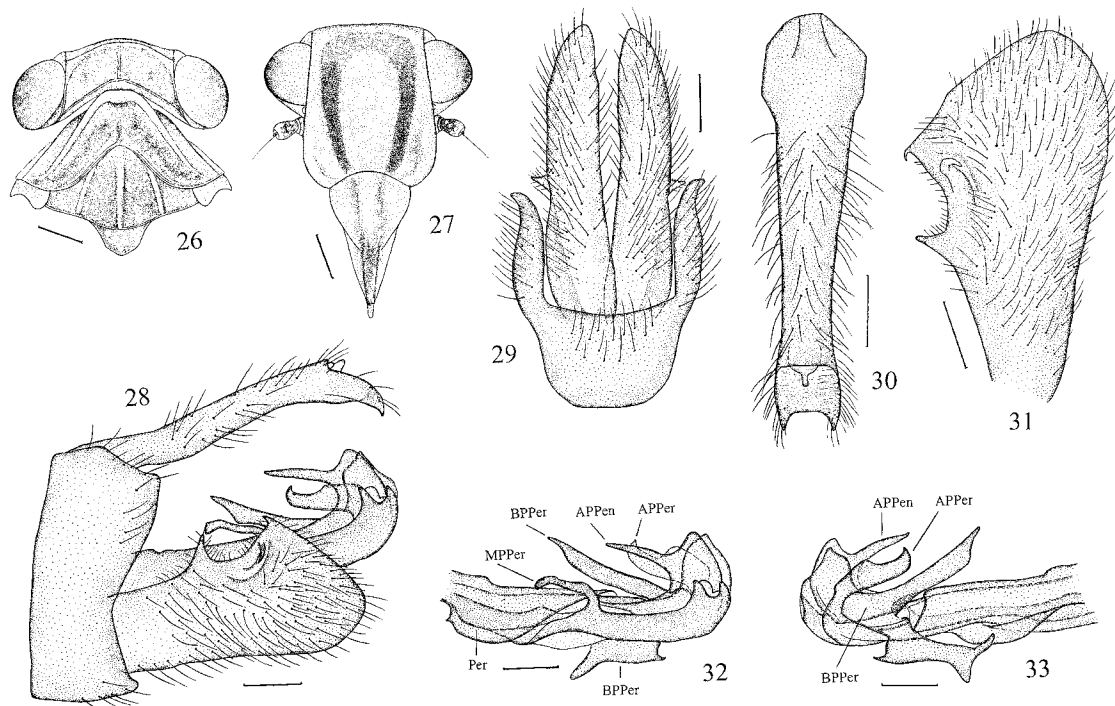 26
27
29
30
31
28
BPPer APPen APPer
MPPer
Per
BPPer
32
APPen APPer
BPPer
33